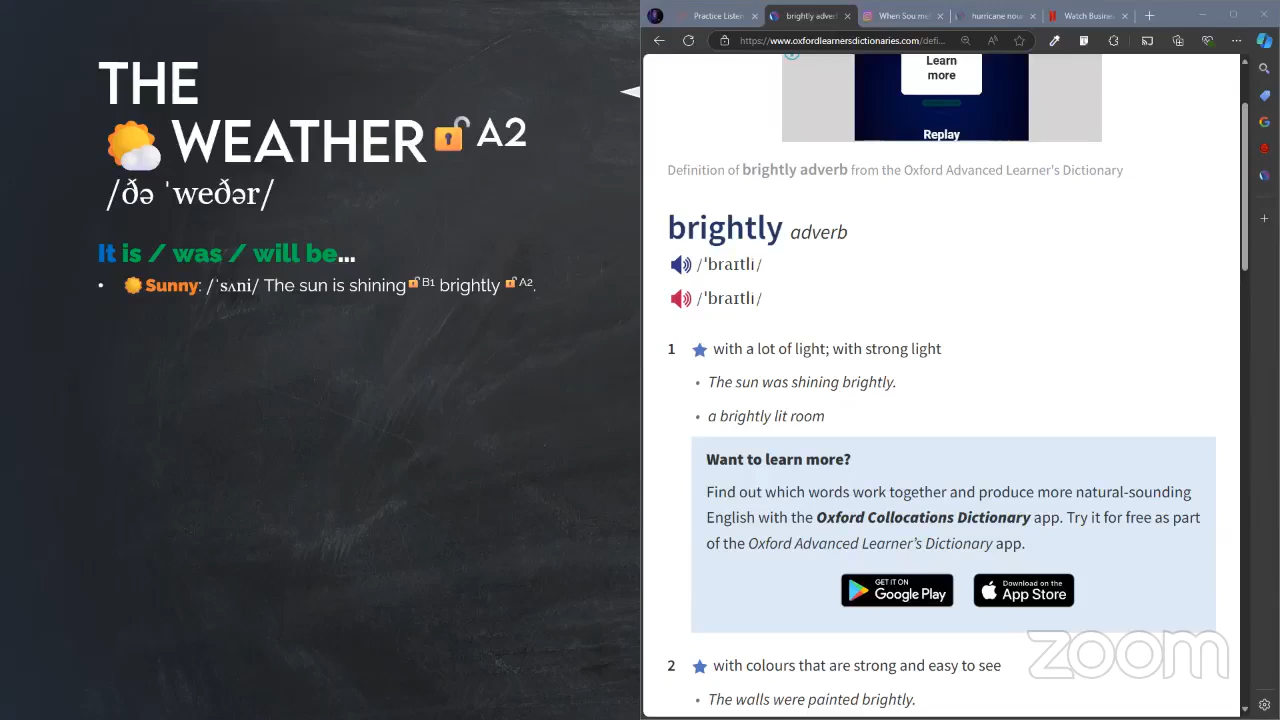 THE
WEATHER A2
/ðə ˈweðər/
It is / was / will be...
• Sunny: /ˈsʌni/ The sun is shining B1 brightly A2.
Practice Listen
brightly adverl
When Sou me
hurricane nou
Watch Busine
https://www.oxfordlearnersdictionaries.com/defi...
Learn
more
Replay
Definition of brightly adverb from the Oxford Advanced Learner's Dictionary
brightly adverb
/ˈbraɪtli/
/ˈbraɪtli/
1 with a lot of light; with strong light
• The sun was shining brightly.
• a brightly lit room
Want to learn more?
Find out which words work together and produce more natural-sounding
English with the Oxford Collocations Dictionary app. Try it for free as part
of the Oxford Advanced Learner's Dictionary app.
GET IT ON
Google Play
Download on the
App Store
zoom
2 with colours that are strong and easy to see
• The walls were painted brightly.